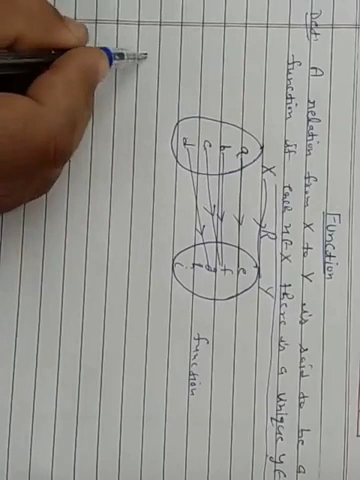 Function
Def: A relation from X to Y is said to be a
function if each x ∈ X there is a unique y ∈
X R Y
a e
b f
c g
d h
i
function